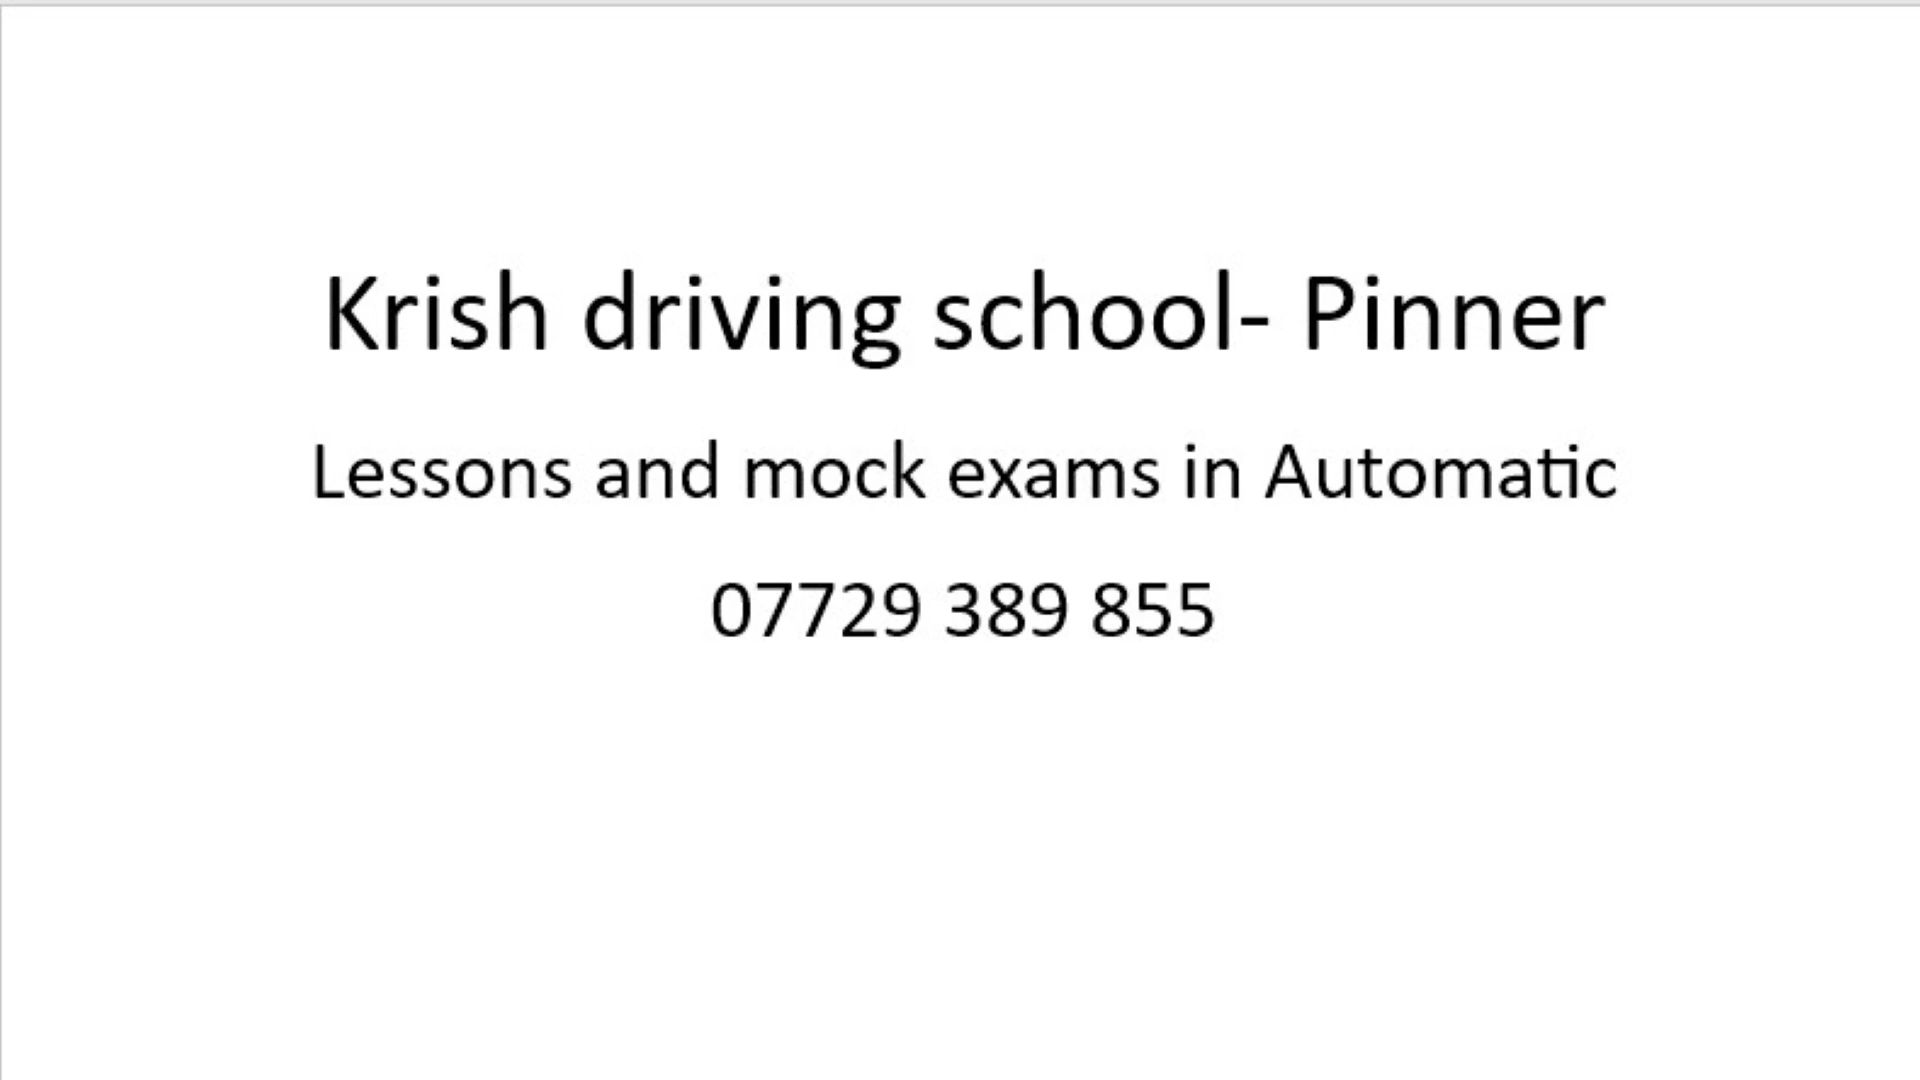 Krish driving school- Pinner
Lessons and mock exams in Automatic
07729 389 855